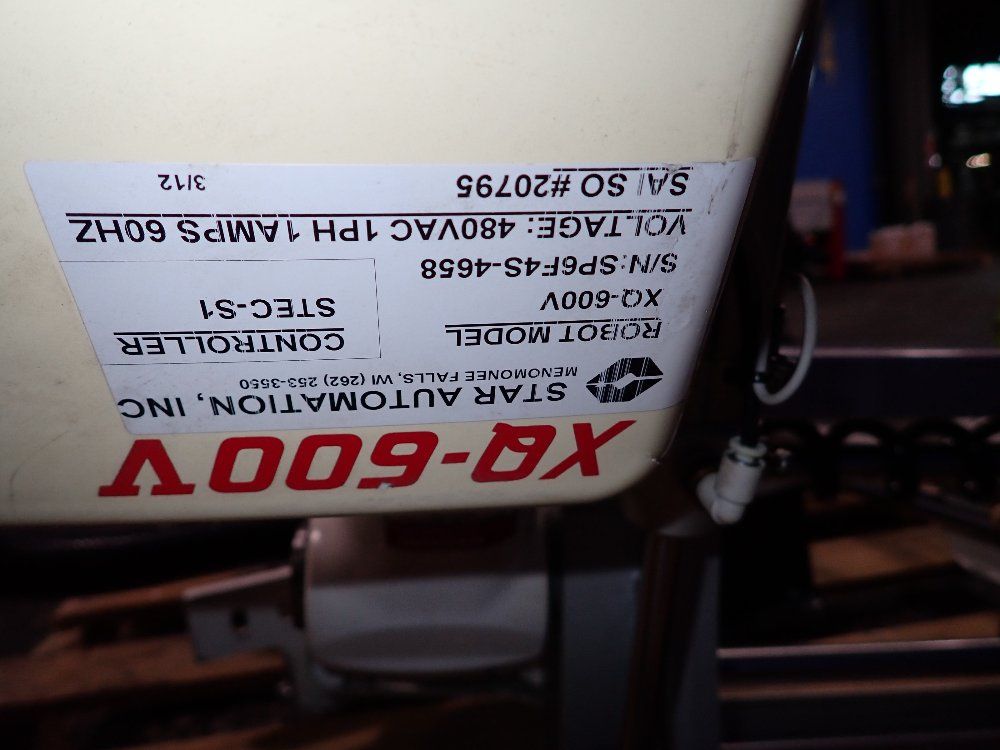 XQ-600V
STAR AUTOMATION, INC
MENOMONEE FALLS, WI (262) 253-3550
ROBOT MODEL
XQ-600V
CONTROLLER
STEC-S1
S/N:SP6F4S-4658
VOLTAGE: 480VAC 1PH 1AMPS 60HZ
SAI SO #20795
3/12